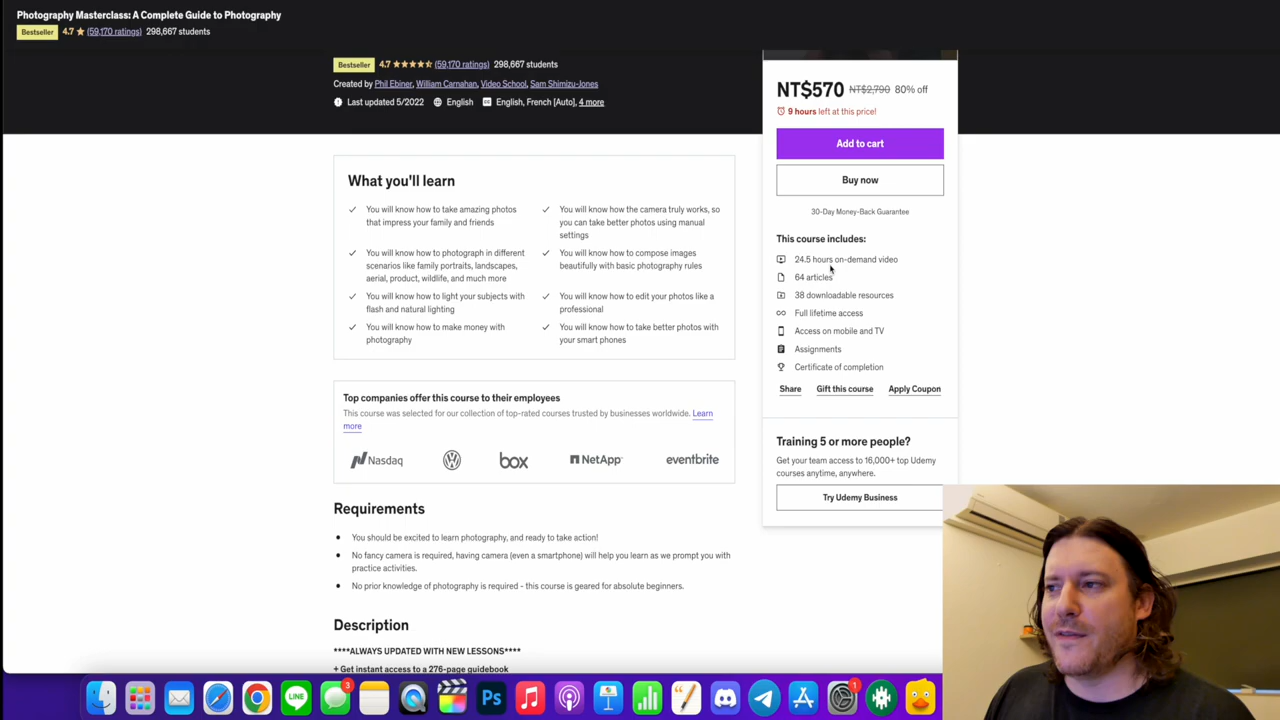 Photography Masterclass: A Complete Guide to Photography
Bestseller 4.7 (59,170 ratings) 298,667 students
Bestseller 4.7 (59,170 ratings) 298,667 students
Created by Phil Ebiner, William Carnahan, Video School, Sam Shimizu-Jones
Last updated 5/2022 English English, French [Auto], 4 more
NT$570 NT$2,790 80% off
9 hours left at this price!
Add to cart
Buy now
30-Day Money-Back Guarantee
This course includes:
24.5 hours on-demand video
64 articles
38 downloadable resources
Full lifetime access
Access on mobile and TV
Assignments
Certificate of completion
Share Gift this course Apply Coupon
Training 5 or more people?
Get your team access to 16,000+ top Udemy
courses anytime, anywhere.
Try Udemy Business
What you'll learn
You will know how to take amazing photos
that impress your family and friends
You will know how the camera truly works, so
you can take better photos using manual
settings
You will know how to photograph in different
scenarios like family portraits, landscapes,
aerial, product, wildlife, and much more
You will know how to compose images
beautifully with basic photography rules
You will know how to light your subjects with
flash and natural lighting
You will know how to edit your photos like a
professional
You will know how to make money with
photography
You will know how to take better photos with
your smart phones
Top companies offer this course to their employees
This course was selected for our collection of top-rated courses trusted by businesses worldwide. Learn
more
Nasdaq box NetApp eventbrite
Requirements
You should be excited to learn photography, and ready to take action!
No fancy camera is required, having camera (even a smartphone) will help you learn as we prompt you with
practice activities.
No prior knowledge of photography is required - this course is geared for absolute beginners.
Description
****ALWAYS UPDATED WITH NEW LESSONS****
+ Get instant access to a 276-page guidebook
LINE
3
Ps
1